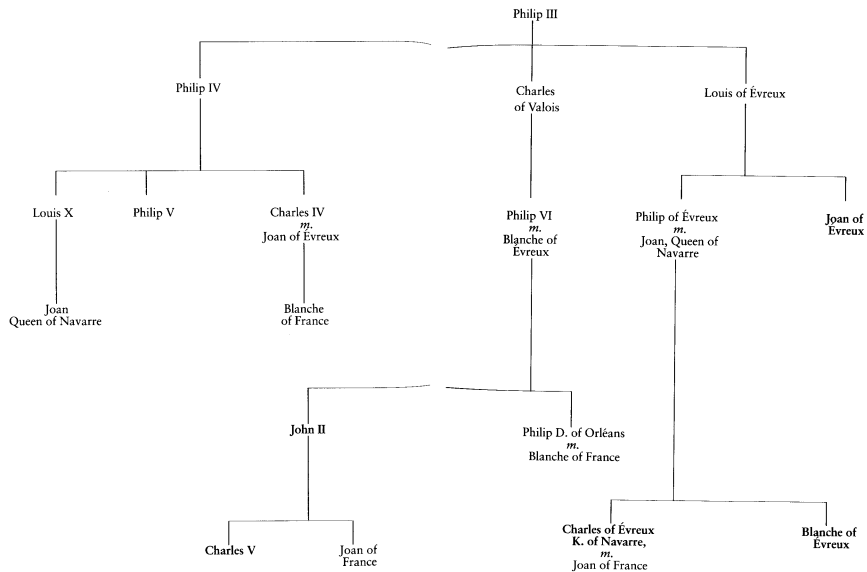 Philip III
Philip IV
Charles
of Valois
Louis of Évreux
Louis X
Philip V
Charles IV
m.
Joan of Évreux
Philip VI
m.
Blanche of
Évreux
Philip of Évreux
m.
Joan, Queen of
Navarre
Joan of
Evreux
Joan
Queen of Navarre
Blanche
of France
John II
Philip D. of Orléans
m.
Blanche of France
Charles V
Joan of
France
Charles of Évreux
K. of Navarre,
m.
Joan of France
Blanche of
Évreux